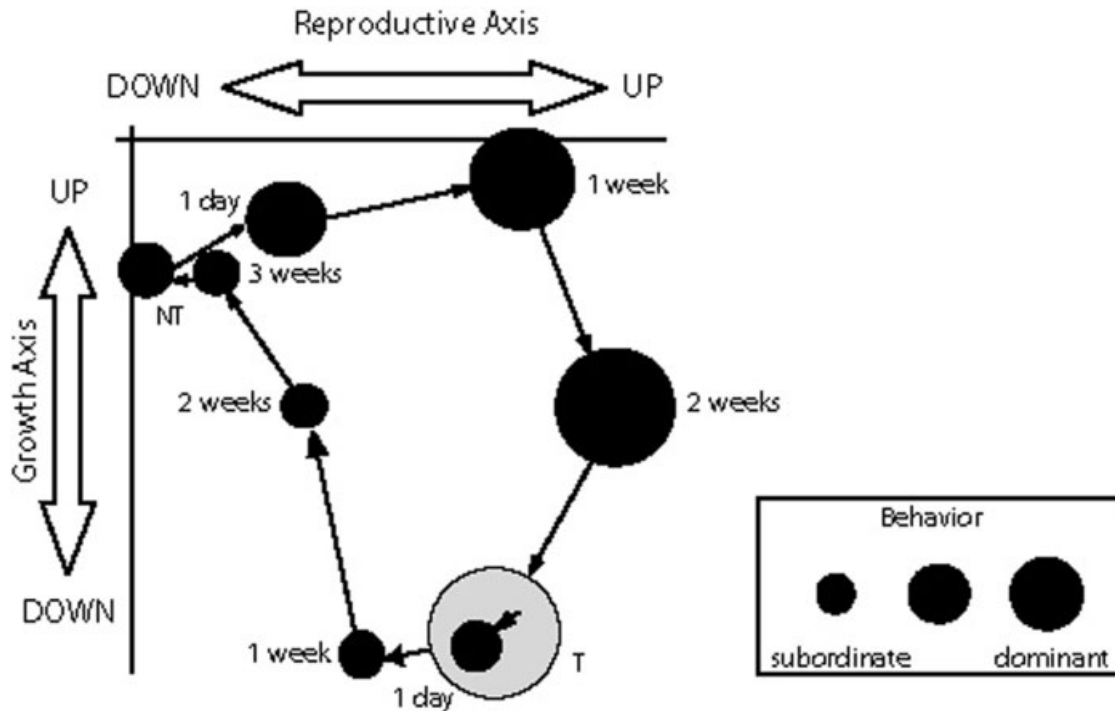 Reproductive Axis
DOWN
UP
UP
1 day
1 week
3 weeks
NT
Growth Axis
2 weeks
2 weeks
Behavior
DOWN
1 week
T
1 day
subordinate
dominant